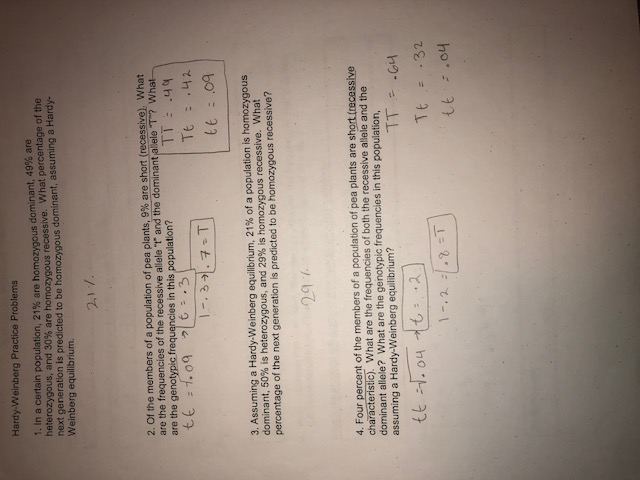 Hardy-Weinberg Practice Problems
1. In a certain population, 21% are homozygous dominant, 49% are
heterozygous, and 30% are homozygous recessive. What percentage of the
next generation is predicted to be homozygous dominant, assuming a Hardy-
Weinberg equilibrium.
21%
2. Of the members of a population of pea plants, 9% are short (recessive). What
are the frequencies of the recessive allele "t" and the dominant allele "T"? What
are the genotypic frequencies in this population?
TT = .49
tt = √.09 → t = .3
Tt = .42
1-.3 → .7 = T
tt = .09
3. Assuming a Hardy-Weinberg equilibrium, 21% of a population is homozygous
dominant, 50% is heterozygous, and 29% is homozygous recessive. What
percentage of the next generation is predicted to be homozygous recessive?
29%
4. Four percent of the members of a population of pea plants are short (recessive
characteristic). What are the frequencies of both the recessive allele and the
dominant allele? What are the genotypic frequencies in this population,
assuming a Hardy-Weinberg equilibrium?
TT = .64
tt = √.04 → t = .2
Tt = .32
1-.2 = .8 = T
tt = .04